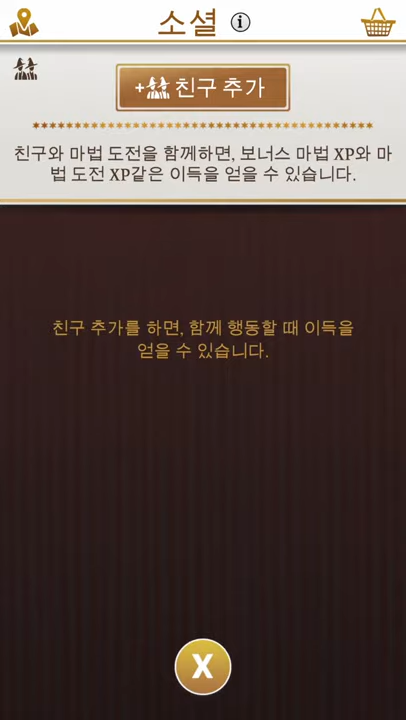 소셜
+ 친구 추가
친구와 마법 도전을 함께하면, 보너스 마법 XP와 마
법 도전 XP같은 이득을 얻을 수 있습니다.
친구 추가를 하면, 함께 행동할 때 이득을
얻을 수 있습니다.
X